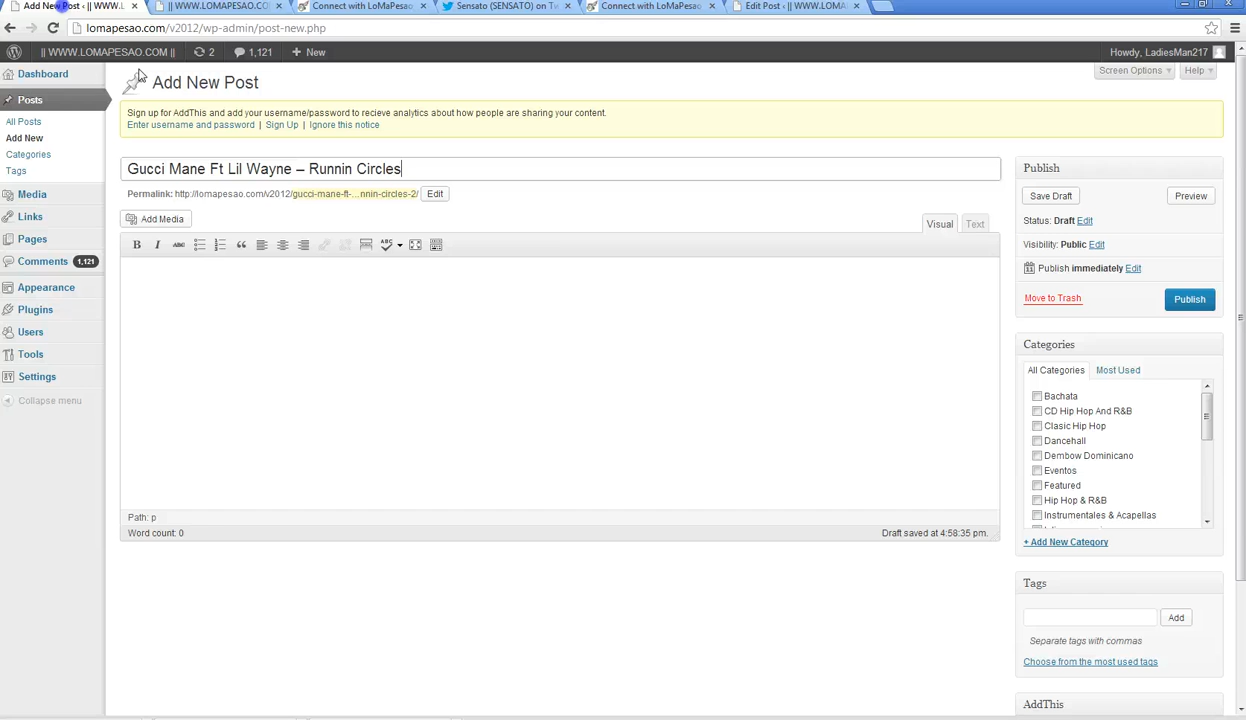 Add New Post ‹ || WWW.L
|| WWW.LOMAPESAO.COM
Connect with LoMaPesao
Sensato (SENSATO) on Tw
Connect with LoMaPesao
Edit Post ‹ || WWW.LOMA
lomapesao.com/v2012/wp-admin/post-new.php
|| WWW.LOMAPESAO.COM ||
2
1,121
+ New
Howdy, LadiesMan217
Dashboard
Posts
All Posts
Add New
Categories
Tags
Media
Links
Pages
Comments 1,121
Appearance
Plugins
Users
Tools
Settings
Collapse menu
Screen Options
Help
Add New Post
Sign up for AddThis and add your username/password to recieve analytics about how people are sharing your content.
Enter username and password | Sign Up | Ignore this notice
Gucci Mane Ft Lil Wayne – Runnin Circles
Permalink: http://lomapesao.com/v2012/gucci-mane-ft-...nnin-circles-2/ Edit
Add Media
Visual
Text
B I ABC
ABC
Path: p
Word count: 0
Draft saved at 4:58:35 pm.
Publish
Save Draft
Preview
Status: Draft Edit
Visibility: Public Edit
Publish immediately Edit
Move to Trash
Publish
Categories
All Categories
Most Used
Bachata
CD Hip Hop And R&B
Clasic Hip Hop
Dancehall
Dembow Dominicano
Eventos
Featured
Hip Hop & R&B
Instrumentales & Acapellas
+ Add New Category
Tags
Add
Separate tags with commas
Choose from the most used tags
AddThis